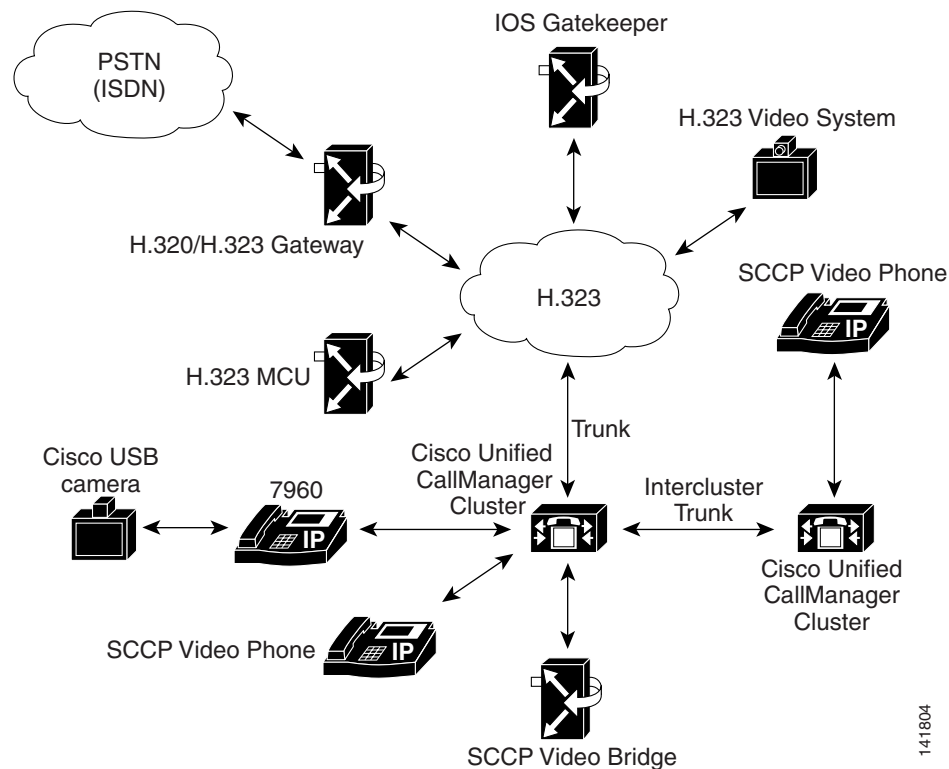 IOS Gatekeeper
PSTN
(ISDN)
H.323 Video System
H.320/H.323 Gateway
SCCP Video Phone
H.323
IP
H.323 MCU
Trunk
Cisco USB
camera
7960
Cisco Unified
CallManager
Cluster
Intercluster
Trunk
IP
Cisco Unified
CallManager
Cluster
SCCP Video Phone
IP
SCCP Video Bridge
141804